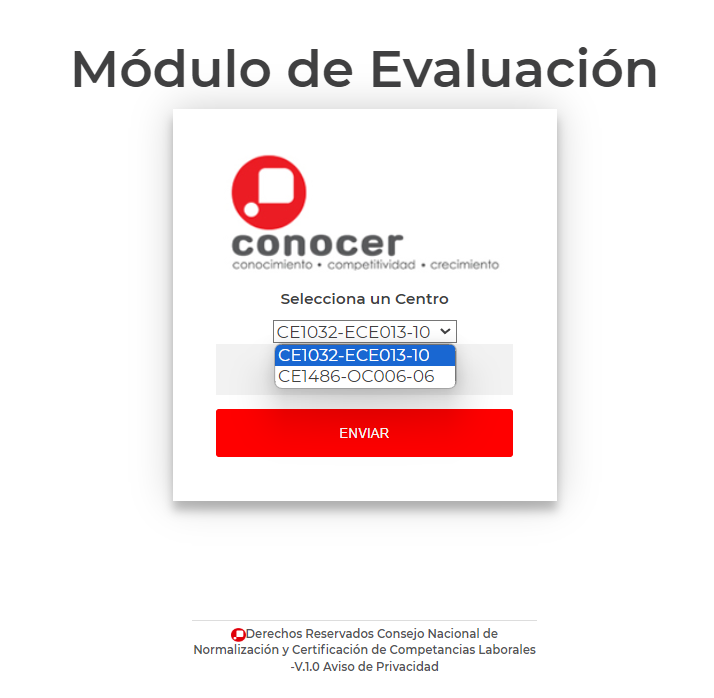 Módulo de Evaluación
conocer
conocimiento • competitividad • crecimiento
Selecciona un Centro
CE1032-ECE013-10
CE1032-ECE013-10
CE1486-OC006-06
ENVIAR
Derechos Reservados Consejo Nacional de
Normalización y Certificación de Competancias Laborales
-V.1.0 Aviso de Privacidad